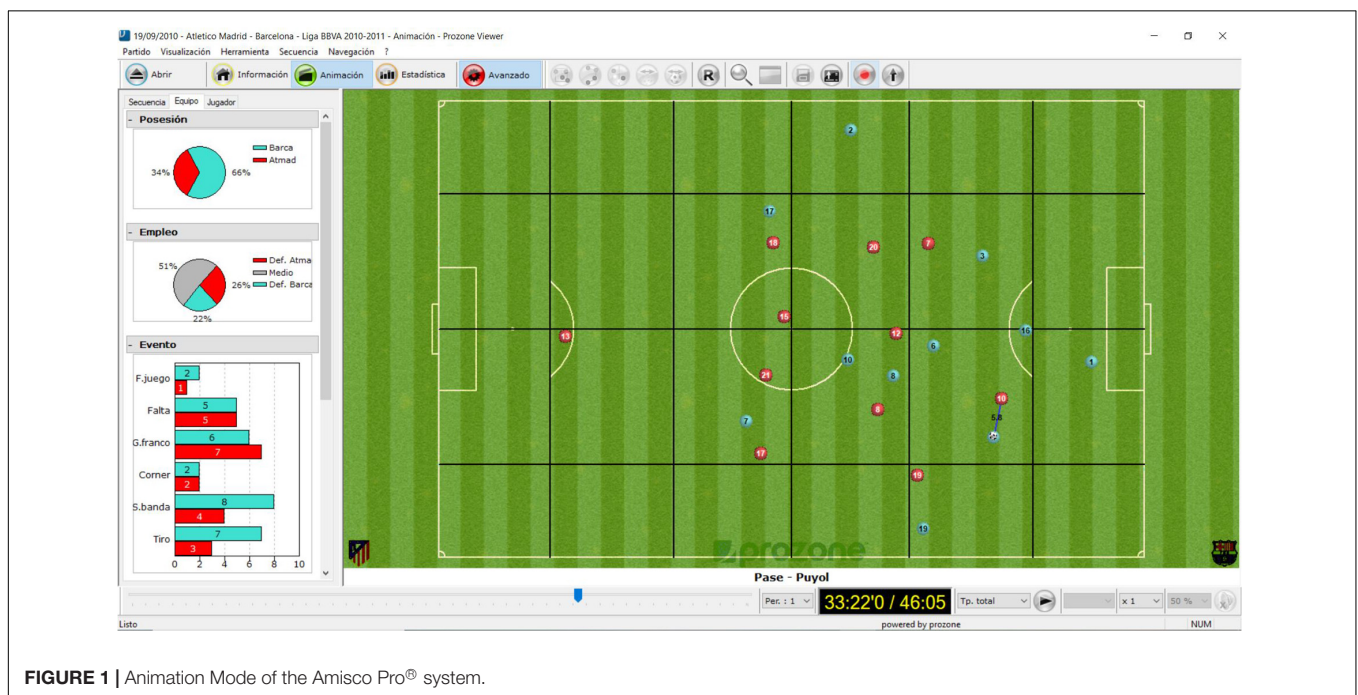 19/09/2010 - Atletico Madrid - Barcelona - Liga BBVA 2010-2011 - Animación - Prozone Viewer
Partido Visualización Herramienta Secuencia Navegación ?
Abrir Información Animación Estadística Avanzado R
Secuencia Equipo Jugador
- Posesión
Barca
Atmad
34% 66%
- Empleo
51%
Def. Atma
Medio
26% Def. Barca
22%
- Evento
F.juego 2
1
Falta 5
5
G.franco 6
7
Corner 2
2
S.banda 8
4
Tiro 7
3
0 2 4 6 8 10
2
17
18 20 7
3
15
13 12 16
6
10 1
21 8
10
8 5,8
7
17
19
19
prozone
Pase - Puyol
Per. : 1 33:22'0 / 46:05 Tp. total x 1 50 %
Listo powered by prozone NUM
FIGURE 1 | Animation Mode of the Amisco Pro® system.